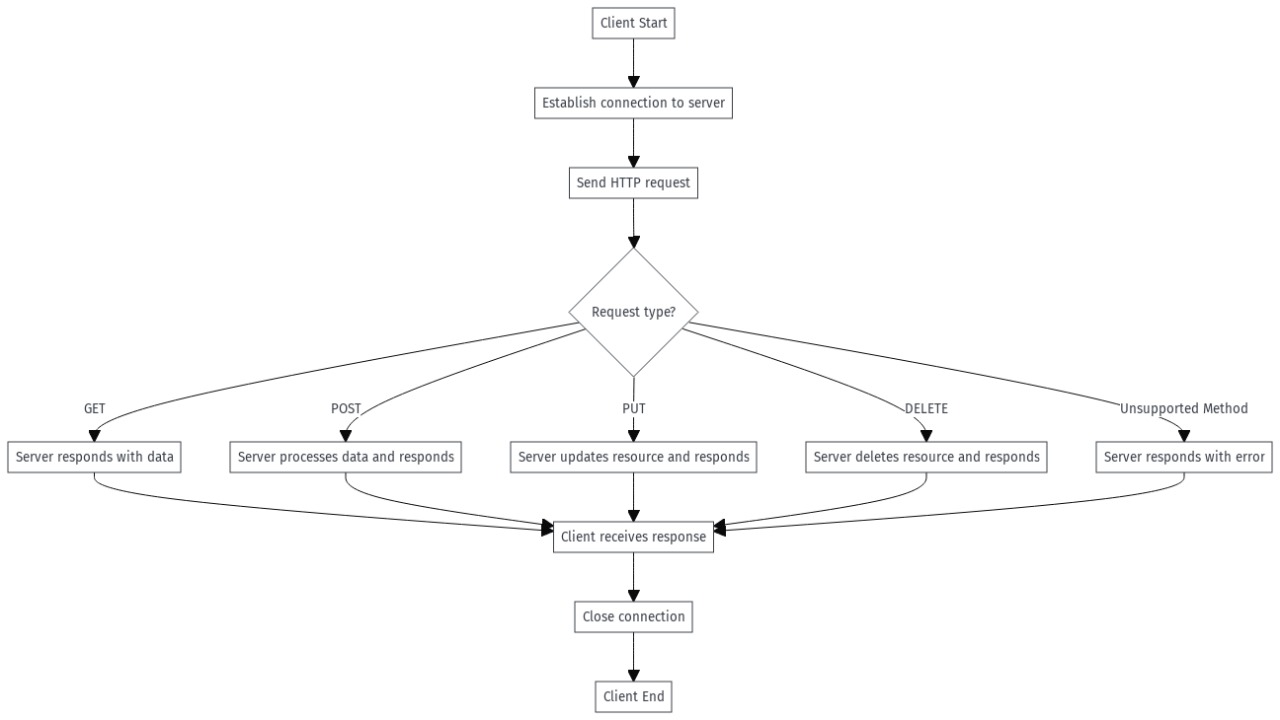 Client Start
Establish connection to server
Send HTTP request
Request type?
GET
POST
PUT
DELETE
Unsupported Method
Server responds with data
Server processes data and responds
Server updates resource and responds
Server deletes resource and responds
Server responds with error
Client receives response
Close connection
Client End